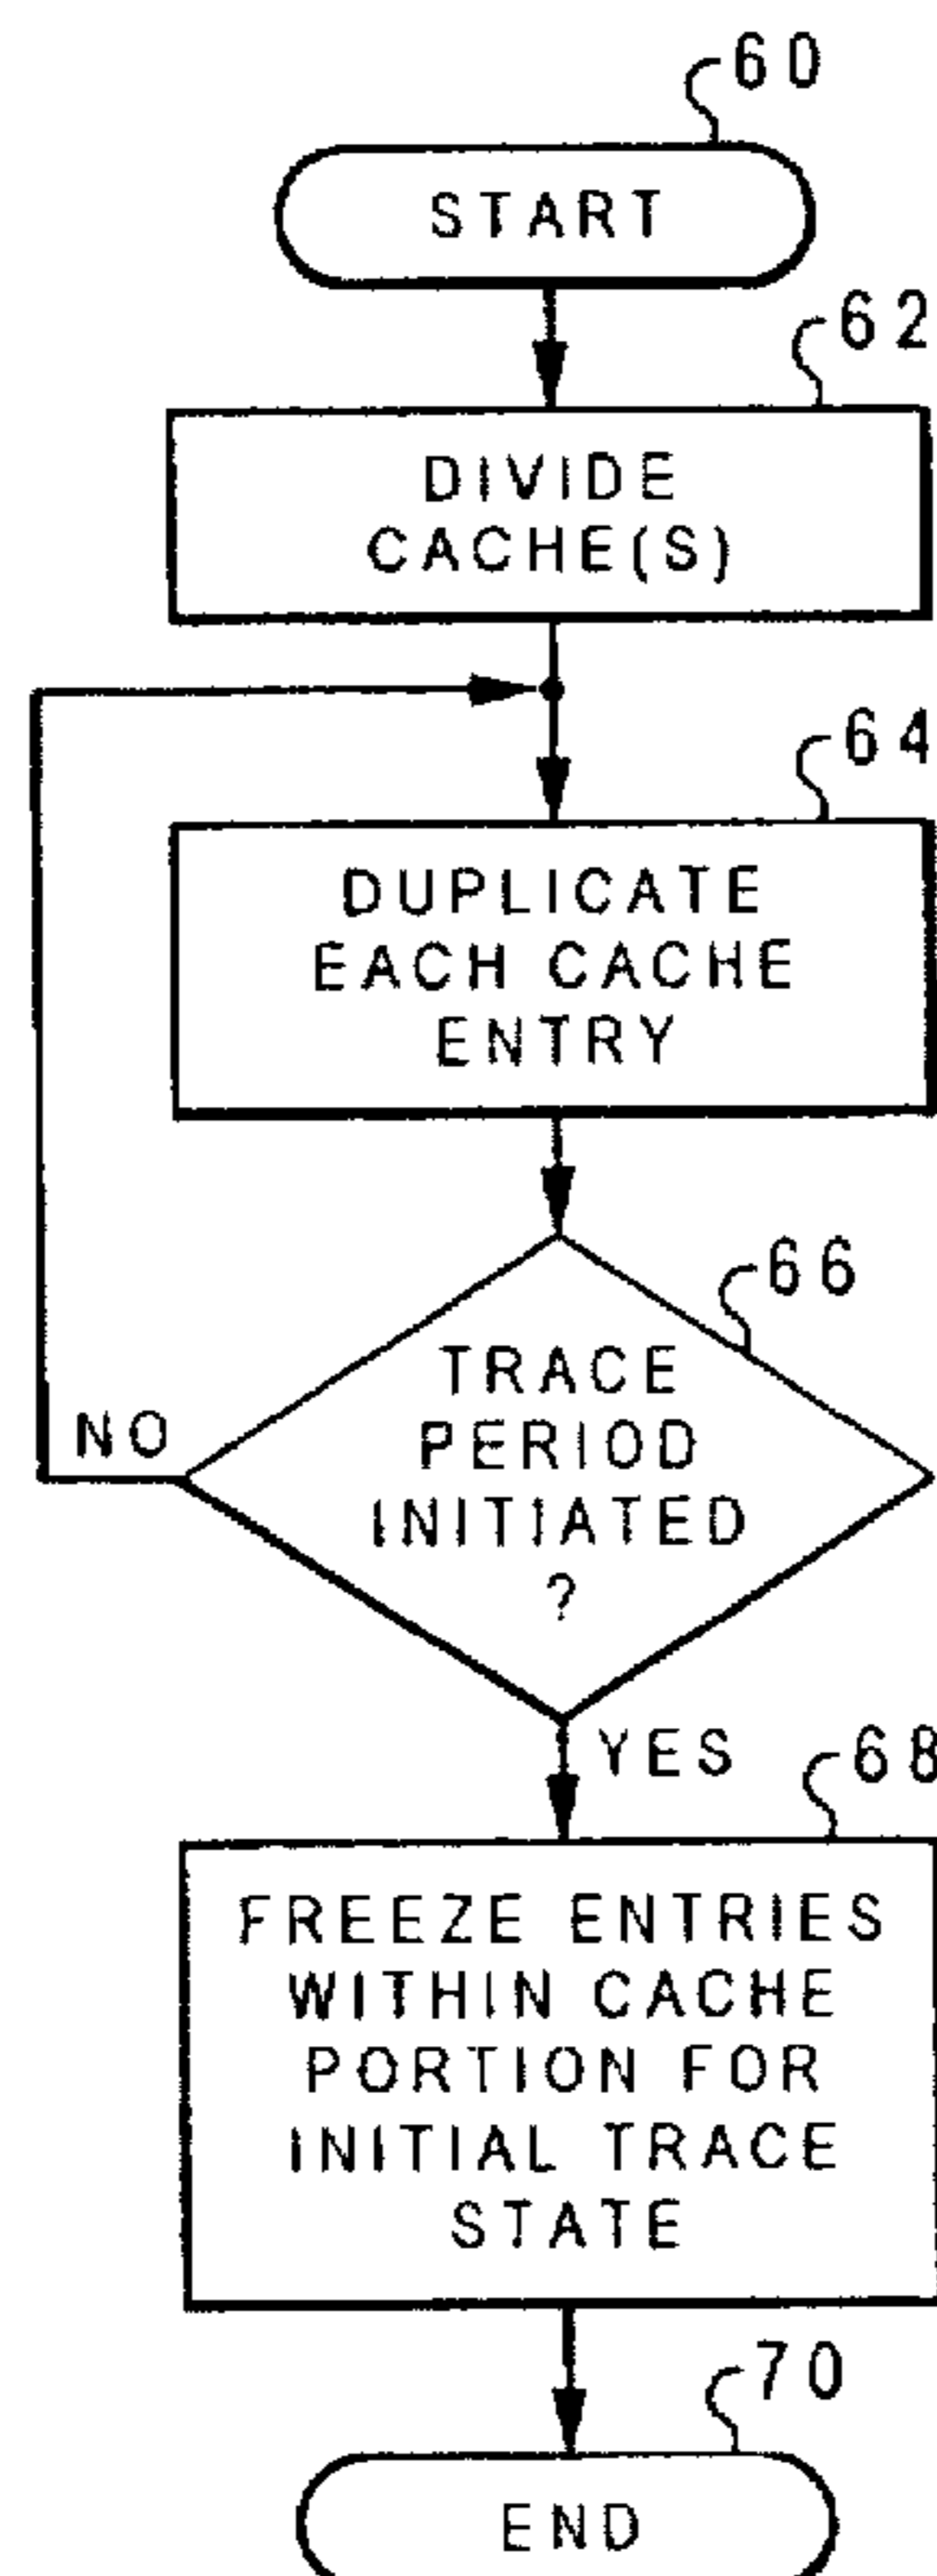 60
START
62
DIVIDE
CACHE(S)
64
DUPLICATE
EACH CACHE
ENTRY
66
TRACE
PERIOD
INITIATED
?
NO
YES
68
FREEZE ENTRIES
WITHIN CACHE
PORTION FOR
INITIAL TRACE
STATE
70
END